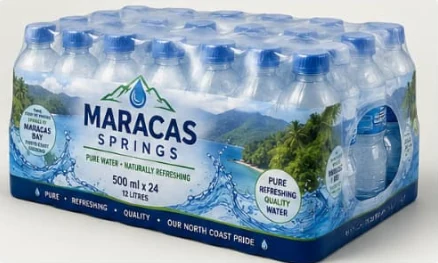 MARACAS
SPRINGS
PURE WATER • NATURALLY REFRESHING
500 ml x 24
12 LITRES
MARACAS
BAY
PURE
REFRESHING
QUALITY
WATER
PURE • REFRESHING • QUALITY • OUR NORTH COAST PRIDE